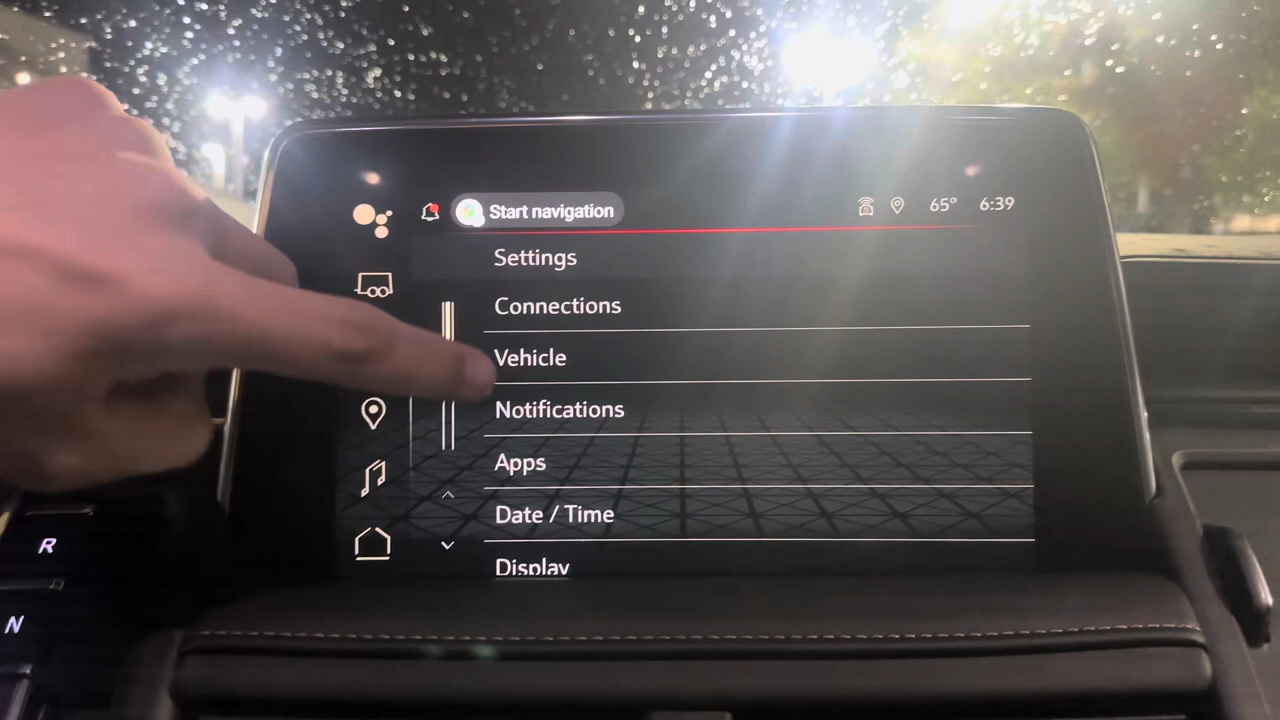 Start navigation
65° 6:39
Settings
Connections
Vehicle
Notifications
Apps
Date / Time
Display
R
N